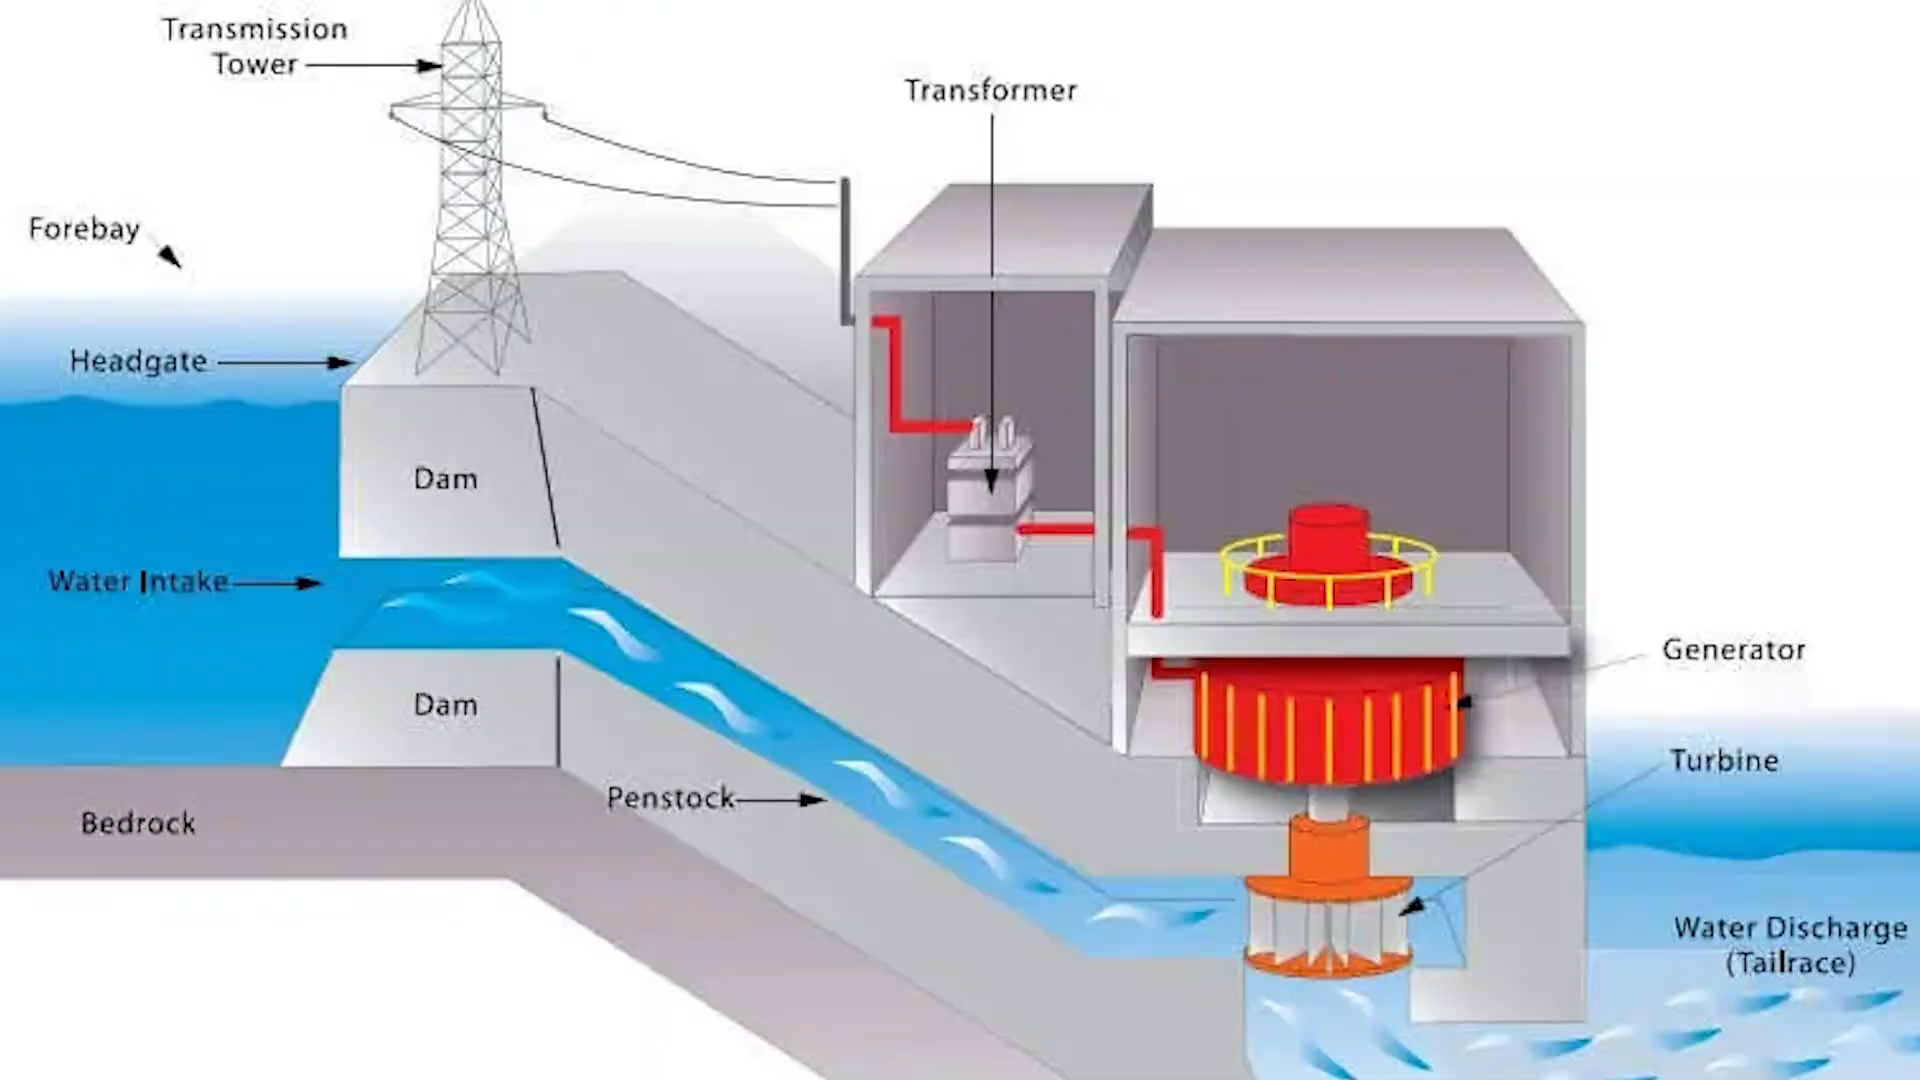 Transmission
Tower
Transformer
Forebay
Headgate
Dam
Water Intake
Generator
Dam
Turbine
Penstock
Bedrock
Water Discharge
(Tailrace)